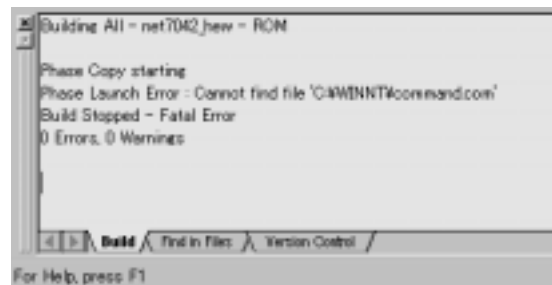 Building All - net7042_hew - ROM
Phase Copy starting
Phase Launch Error : Cannot find file 'C:¥WINNT¥command.com'
Build Stopped - Fatal Error
0 Errors, 0 Warnings
Build Find in Files Version Control
For Help, press F1